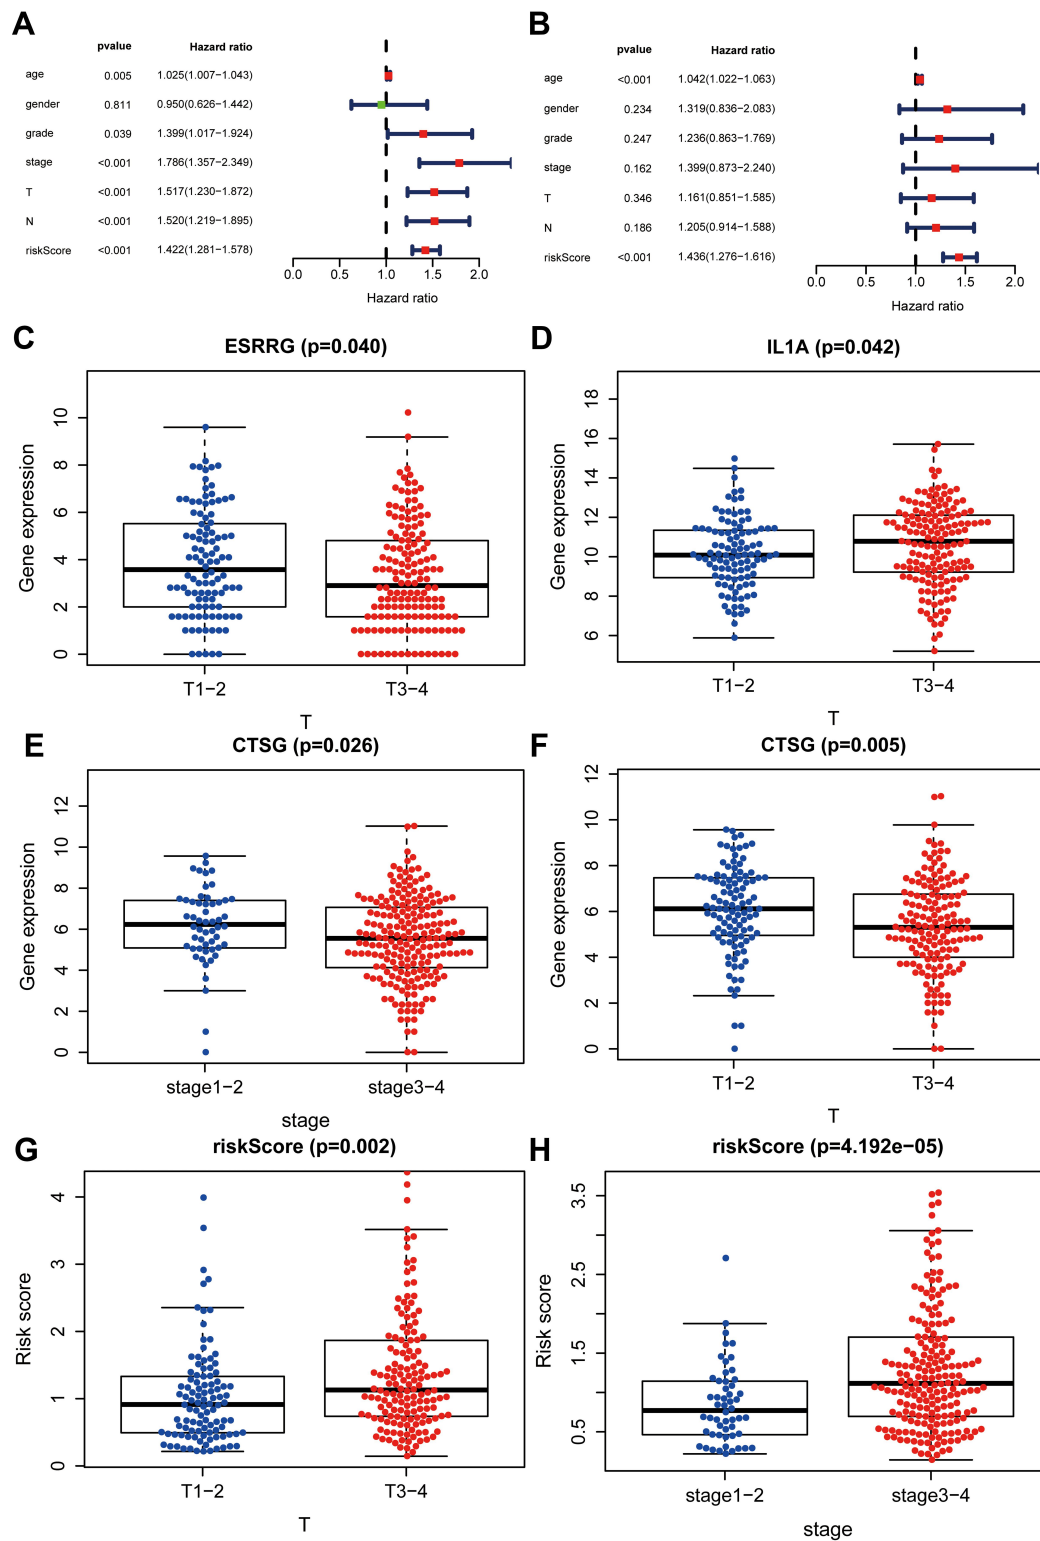 A
pvalue Hazard ratio
age 0.005 1.025(1.007−1.043)
gender 0.811 0.950(0.626−1.442)
grade 0.039 1.399(1.017−1.924)
stage <0.001 1.786(1.357−2.349)
T <0.001 1.517(1.230−1.872)
N <0.001 1.520(1.219−1.895)
riskScore <0.001 1.422(1.281−1.578)
0.0 0.5 1.0 1.5 2.0
Hazard ratio
B
pvalue Hazard ratio
age <0.001 1.042(1.022−1.063)
gender 0.234 1.319(0.836−2.083)
grade 0.247 1.236(0.863−1.769)
stage 0.162 1.399(0.873−2.240)
T 0.346 1.161(0.851−1.585)
N 0.186 1.205(0.914−1.588)
riskScore <0.001 1.436(1.276−1.616)
0.0 0.5 1.0 1.5 2.0
Hazard ratio
C
ESRRG (p=0.040)
Gene expression
10
8
6
4
2
0
T1−2 T3−4
T
D
IL1A (p=0.042)
Gene expression
18
16
14
12
10
8
6
T1−2 T3−4
T
E
CTSG (p=0.026)
Gene expression
12
10
8
6
4
2
0
stage1−2 stage3−4
stage
F
CTSG (p=0.005)
Gene expression
12
10
8
6
4
2
0
T1−2 T3−4
T
G
riskScore (p=0.002)
Risk score
4
3
2
1
0
T1−2 T3−4
T
H
riskScore (p=4.192e−05)
Risk score
3.5
2.5
1.5
0.5
stage1−2 stage3−4
stage